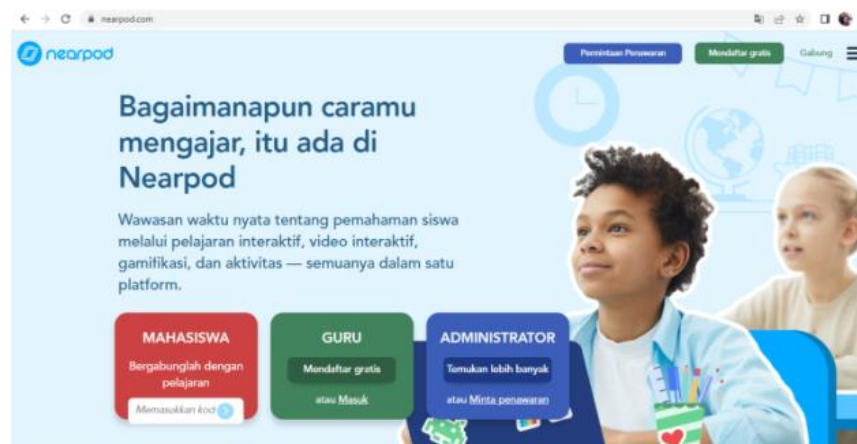 nearpod.com
nearpod
Permintaan Penawaran
Mendaftar gratis
Gabung
Bagaimanapun caramu
mengajar, itu ada di
Nearpod
Wawasan waktu nyata tentang pemahaman siswa
melalui pelajaran interaktif, video interaktif,
gamifikasi, dan aktivitas — semuanya dalam satu
platform.
MAHASISWA
Bergabunglah dengan
pelajaran
Memasukkan kode
GURU
Mendaftar gratis
atau Masuk
ADMINISTRATOR
Temukan lebih banyak
atau Minta penawaran